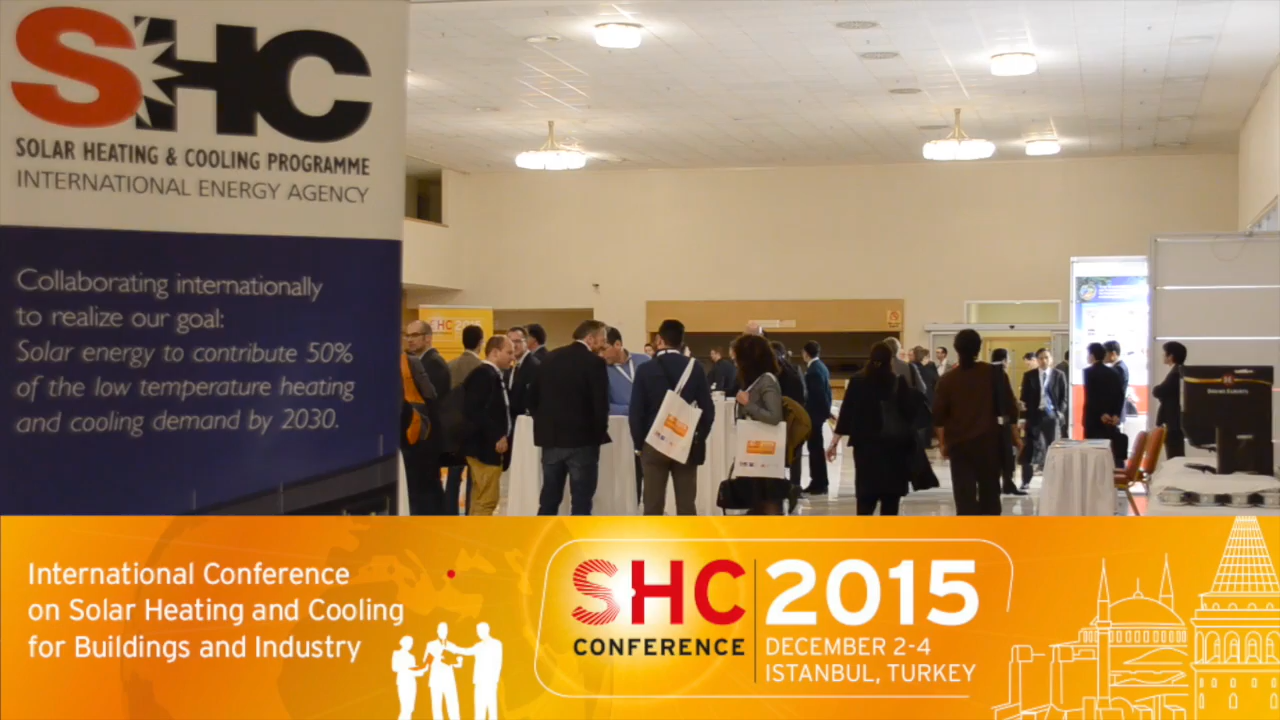 SHC
SOLAR HEATING & COOLING PROGRAMME
INTERNATIONAL ENERGY AGENCY
Collaborating internationally
to realize our goal:
Solar energy to contribute 50%
of the low temperature heating
and cooling demand by 2030.
SHC 2015
International Conference
on Solar Heating and Cooling
for Buildings and Industry
SHC
CONFERENCE
2015
DECEMBER 2-4
ISTANBUL, TURKEY